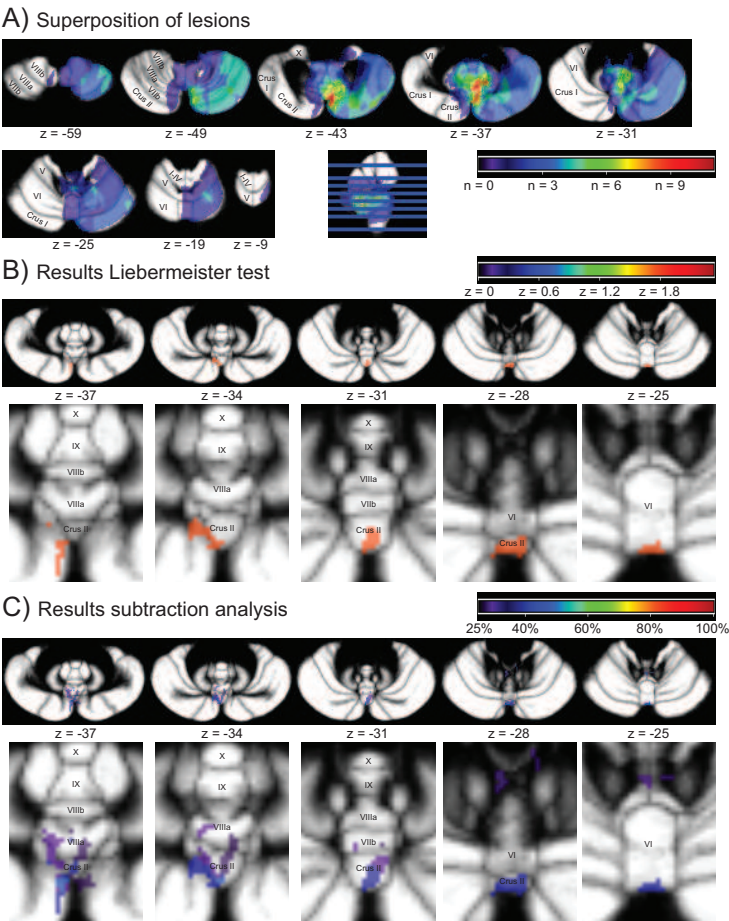 A) Superposition of lesions
VIIIb
VIIIa
VIIb
VIIIb
VIIIa
VIIb
Crus II
X
Crus I
Crus II
VI
Crus I
Crus II
V
VI
Crus I
z = -59
z = -49
z = -43
z = -37
z = -31
V
VI
Crus I
I-IV
V
VI
I-IV
V
n = 0
n = 3
n = 6
n = 9
z = -25
z = -19
z = -9
B) Results Liebermeister test
z = 0
z = 0.6
z = 1.2
z = 1.8
z = -37
z = -34
z = -31
z = -28
z = -25
X
IX
VIIIb
VIIIa
Crus II
X
IX
VIIIa
Crus II
X
IX
VIIIa
VIIb
Crus II
VI
Crus II
VI
C) Results subtraction analysis
25%
40%
60%
80%
100%
z = -37
z = -34
z = -31
z = -28
z = -25
X
IX
VIIIb
VIIIa
Crus II
X
IX
VIIIa
Crus II
X
IX
VIIIa
VIIb
Crus II
VI
Crus II
VI